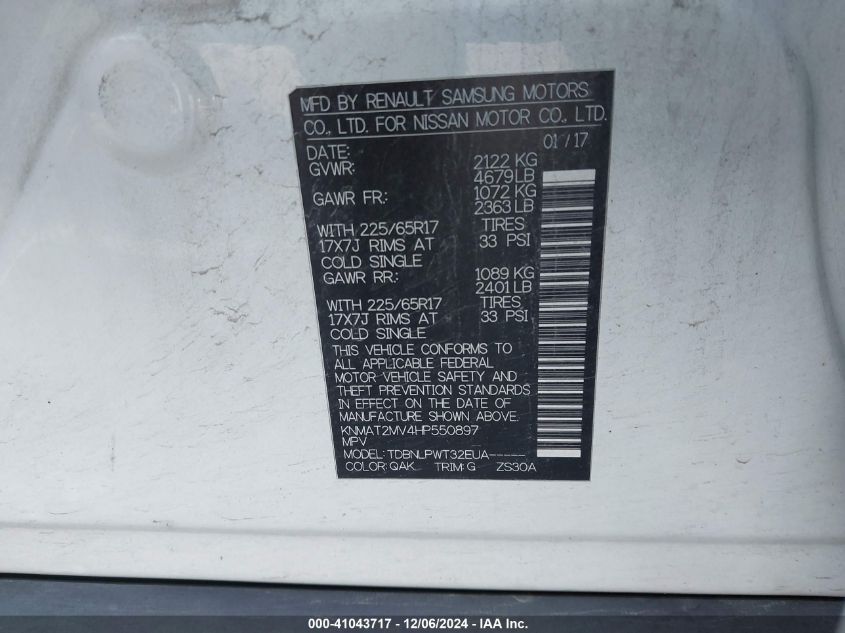 MFD BY RENAULT SAMSUNG MOTORS
CO., LTD. FOR NISSAN MOTOR CO., LTD.
DATE: 01/17
GVWR: 2122 KG
4679 LB
GAWR FR.: 1072 KG
2363 LB
WITH 225/65R17 TIRES
17X7J RIMS AT 33 PSI
COLD SINGLE
GAWR RR.: 1089 KG
2401 LB
WITH 225/65R17 TIRES
17X7J RIMS AT 33 PSI
COLD SINGLE
THIS VEHICLE CONFORMS TO
ALL APPLICABLE FEDERAL
MOTOR VEHICLE SAFETY AND
THEFT PREVENTION STANDARDS
IN EFFECT ON THE DATE OF
MANUFACTURE SHOWN ABOVE.
KNMAT2MV4HP550897
MPV
MODEL: TDBNLPWT32EUA-----
COLOR: QAK TRIM: G ZS30A
000-41043717 - 12/06/2024 - IAA Inc.